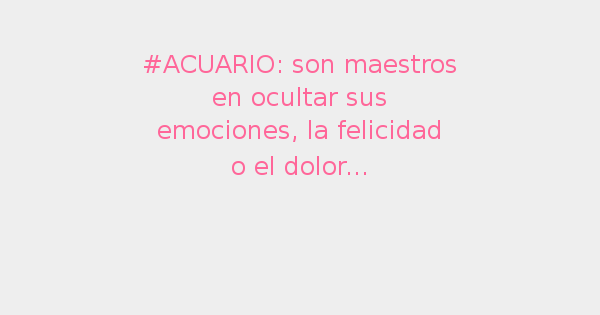 #ACUARIO: son maestros
en ocultar sus
emociones, la felicidad
o el dolor...